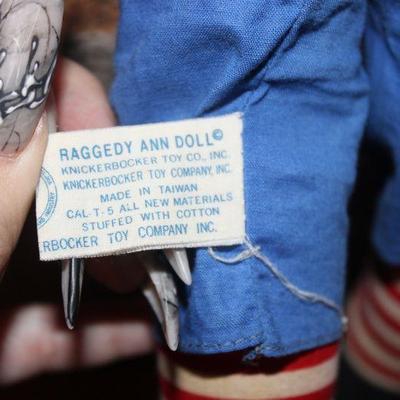 RAGGEDY ANN DOLL©
KNICKERBOCKER TOY CO., INC.
KNICKERBOCKER TOY COMPANY, INC.
MADE IN TAIWAN
CAL-T-5 ALL NEW MATERIALS
STUFFED WITH COTTON
RBOCKER TOY COMPANY INC.